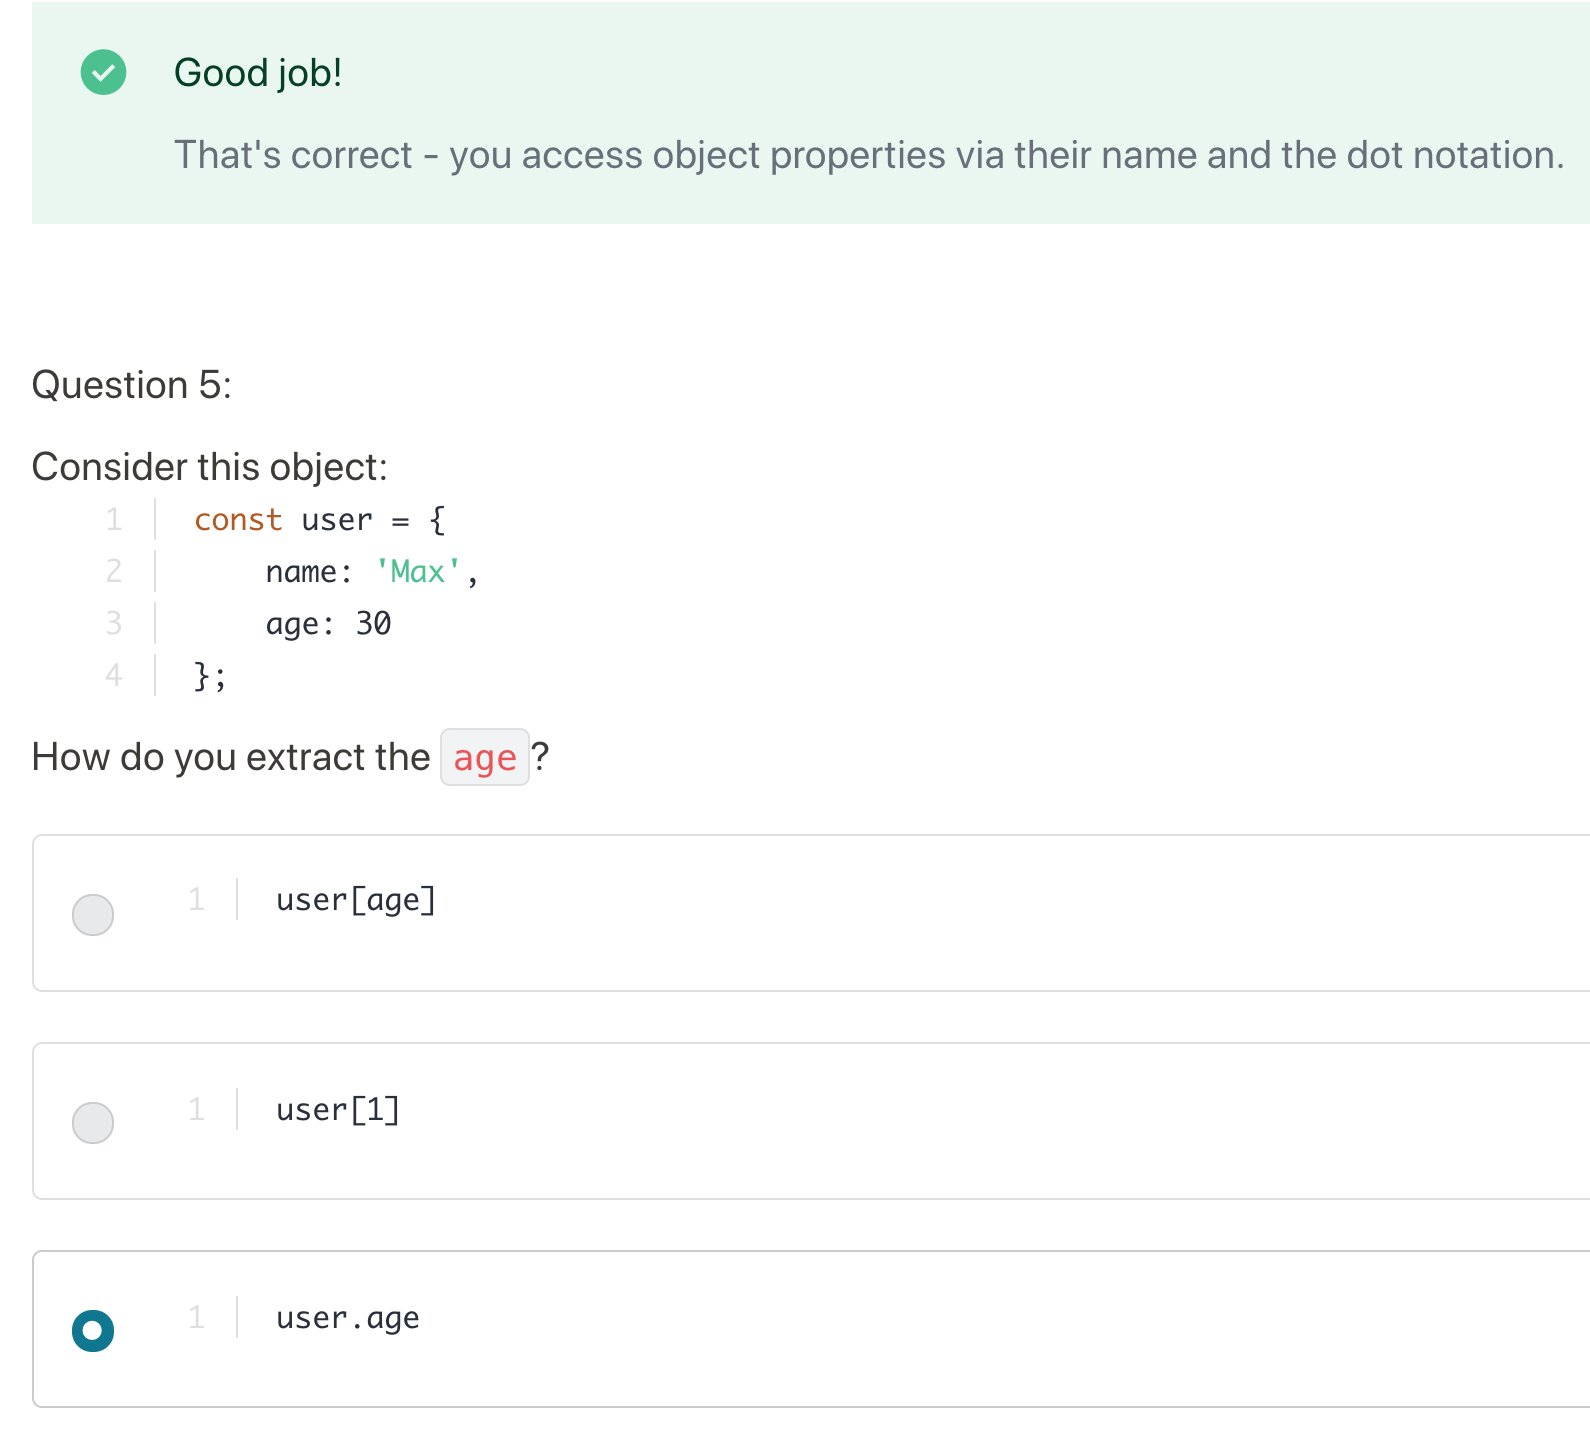 Good job!
That's correct - you access object properties via their name and the dot notation.
Question 5:
Consider this object:
1 const user = {
2 name: 'Max',
3 age: 30
4 };
How do you extract the age?
1 user[age]
1 user[1]
1 user.age